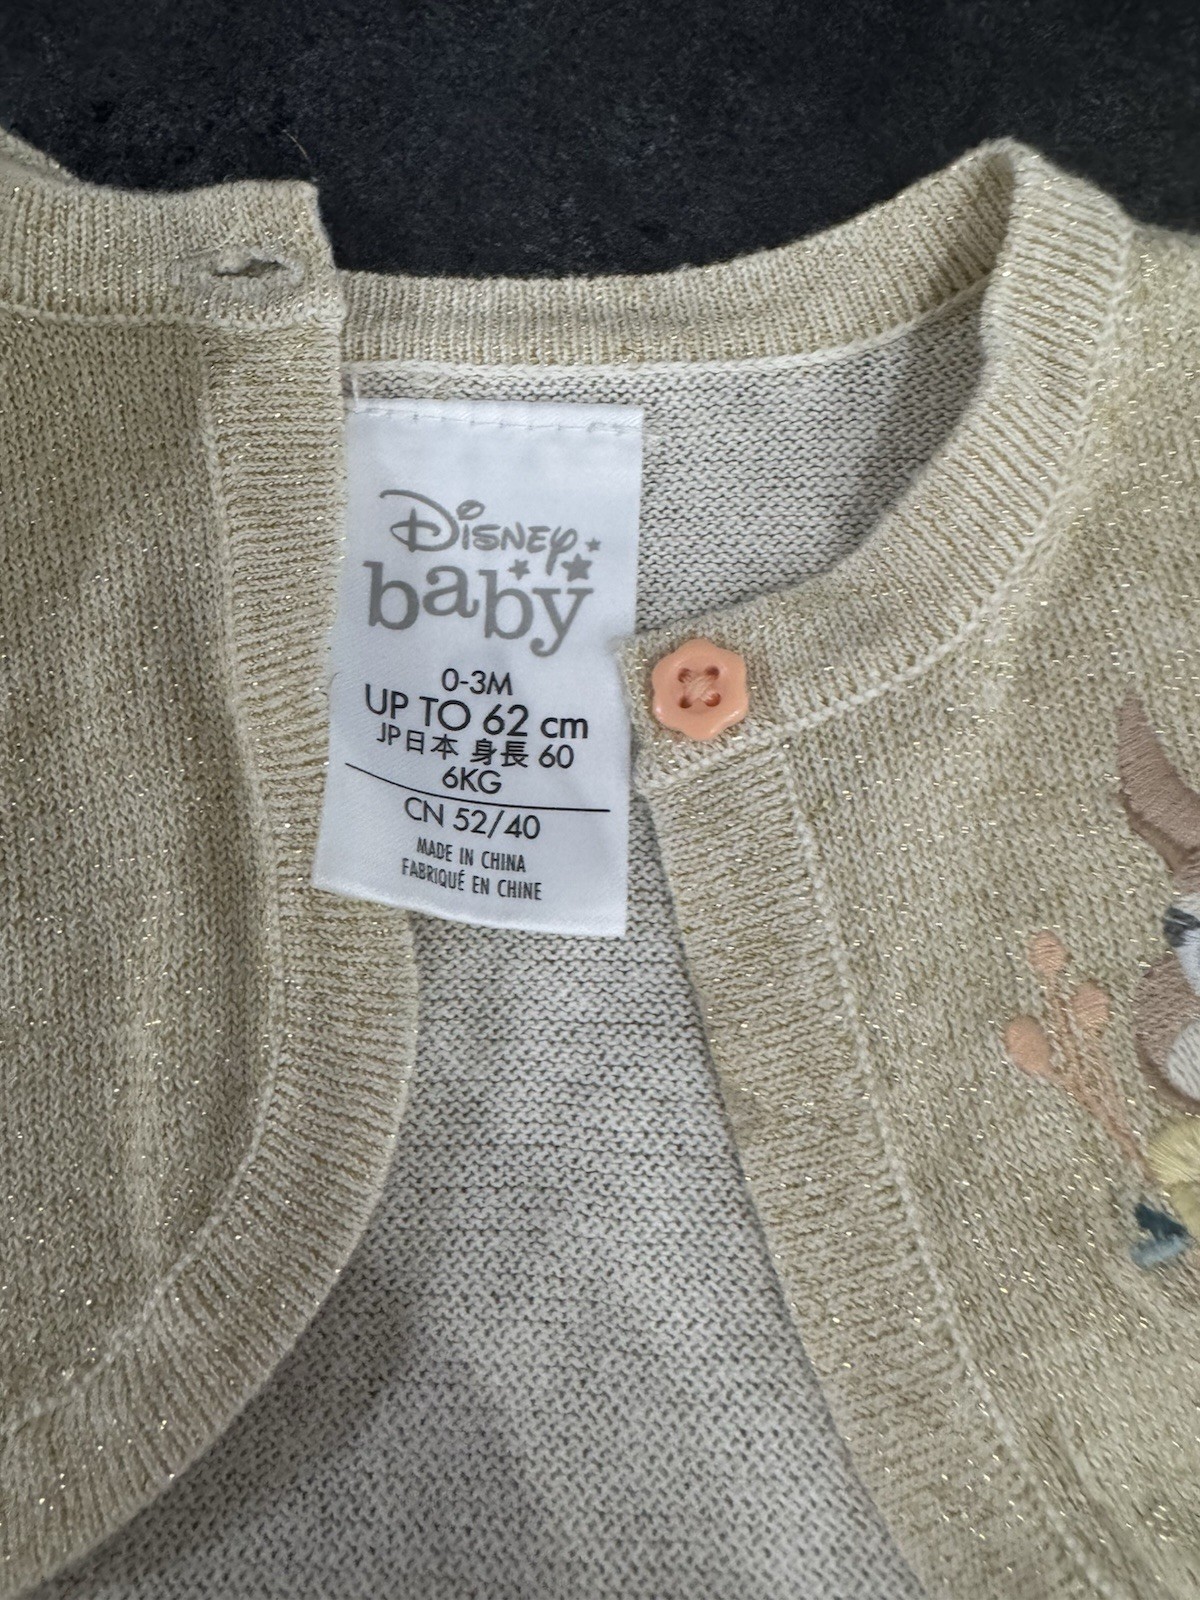 Disney
baby
0-3M
UP TO 62 cm
JP日本 身長 60
6KG
CN 52/40
MADE IN CHINA
FABRIQUÉ EN CHINE